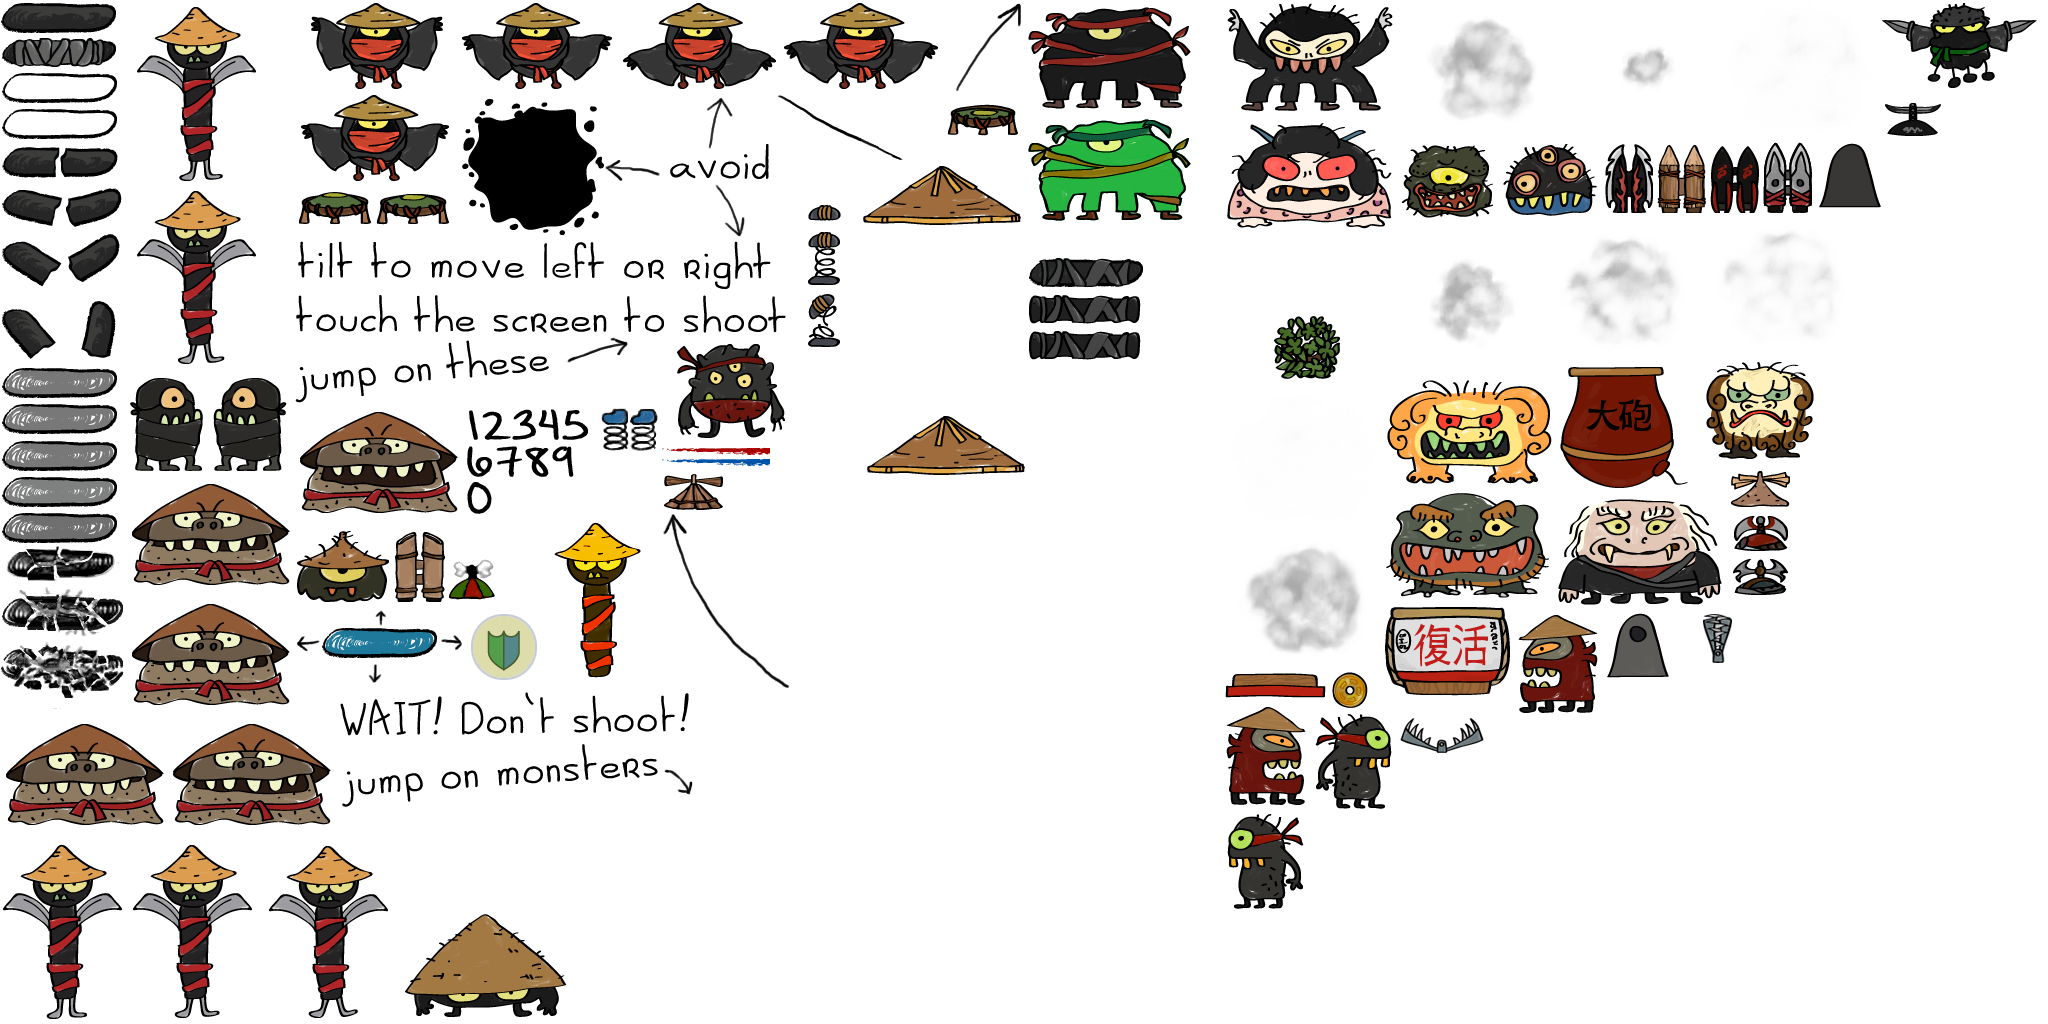 avoid
tilt to move left or right
touch the screen to shoot
jump on these
12345
6789
0
WAIT! Don't shoot!
jump on monsters
大砲
復活